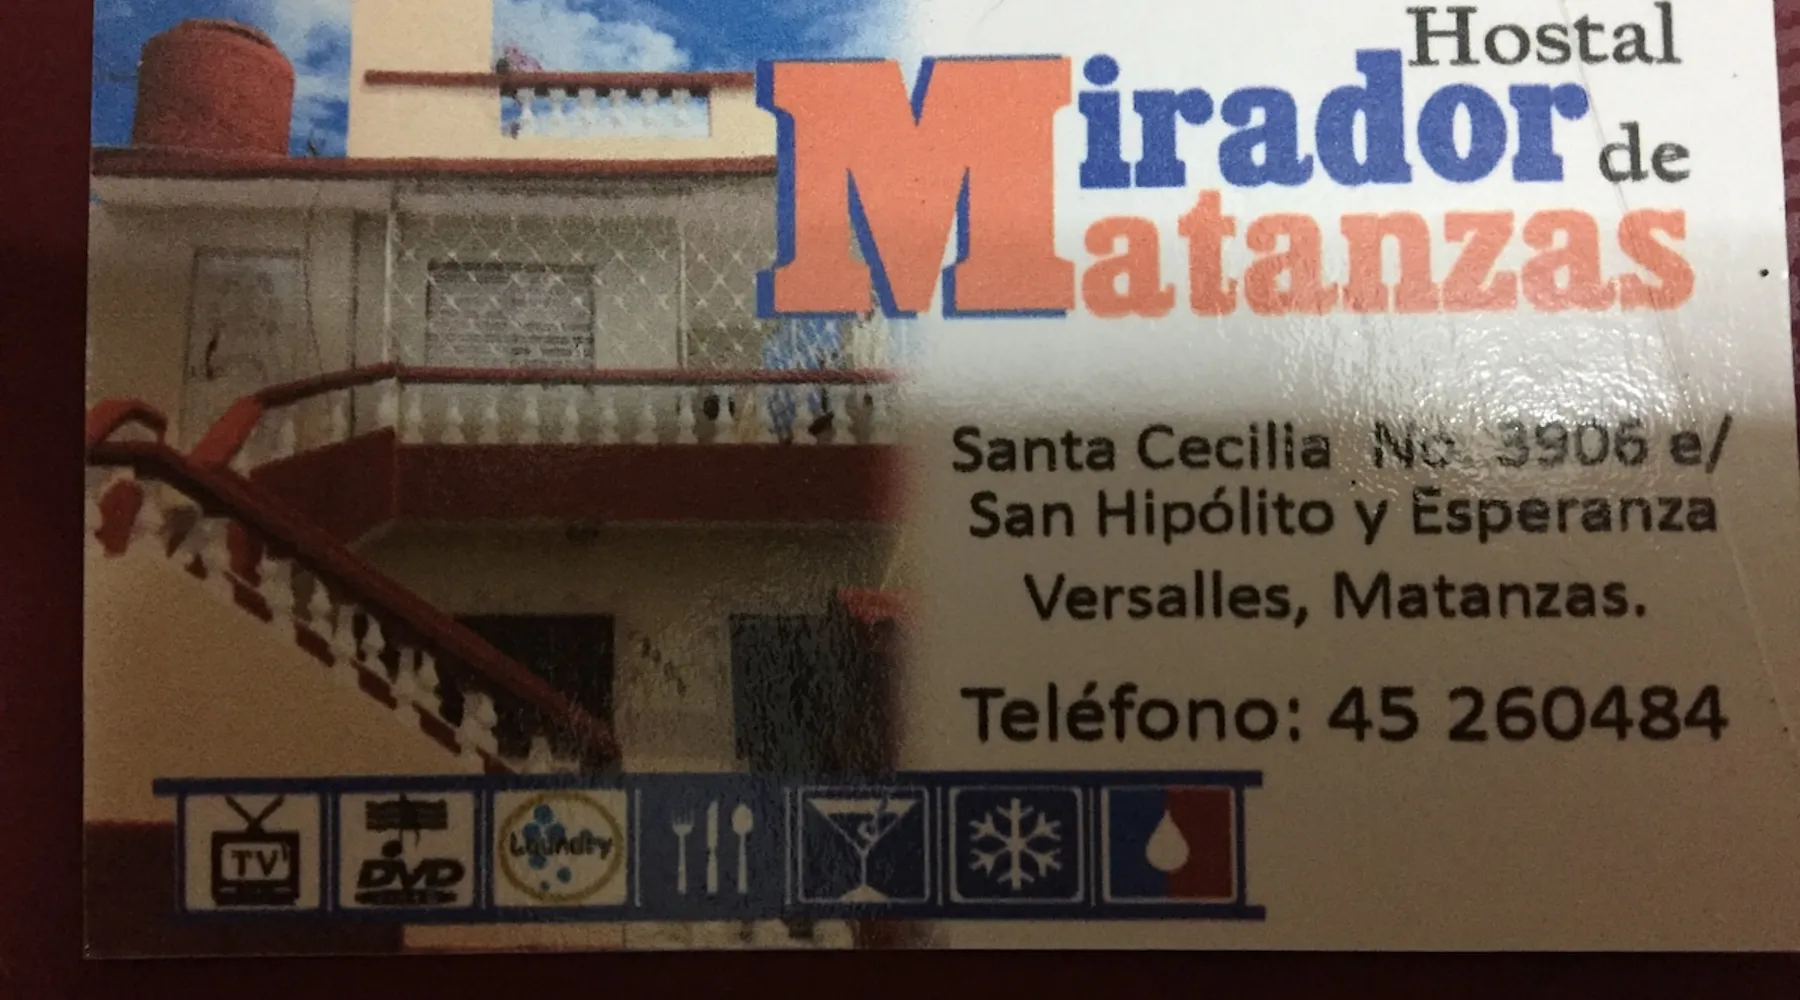 Hostal
Mirador de
Matanzas
Santa Cecilia No. 3906 e/
San Hipólito y Esperanza
Versalles, Matanzas.
Teléfono: 45 260484
TV
DVD
Laundry